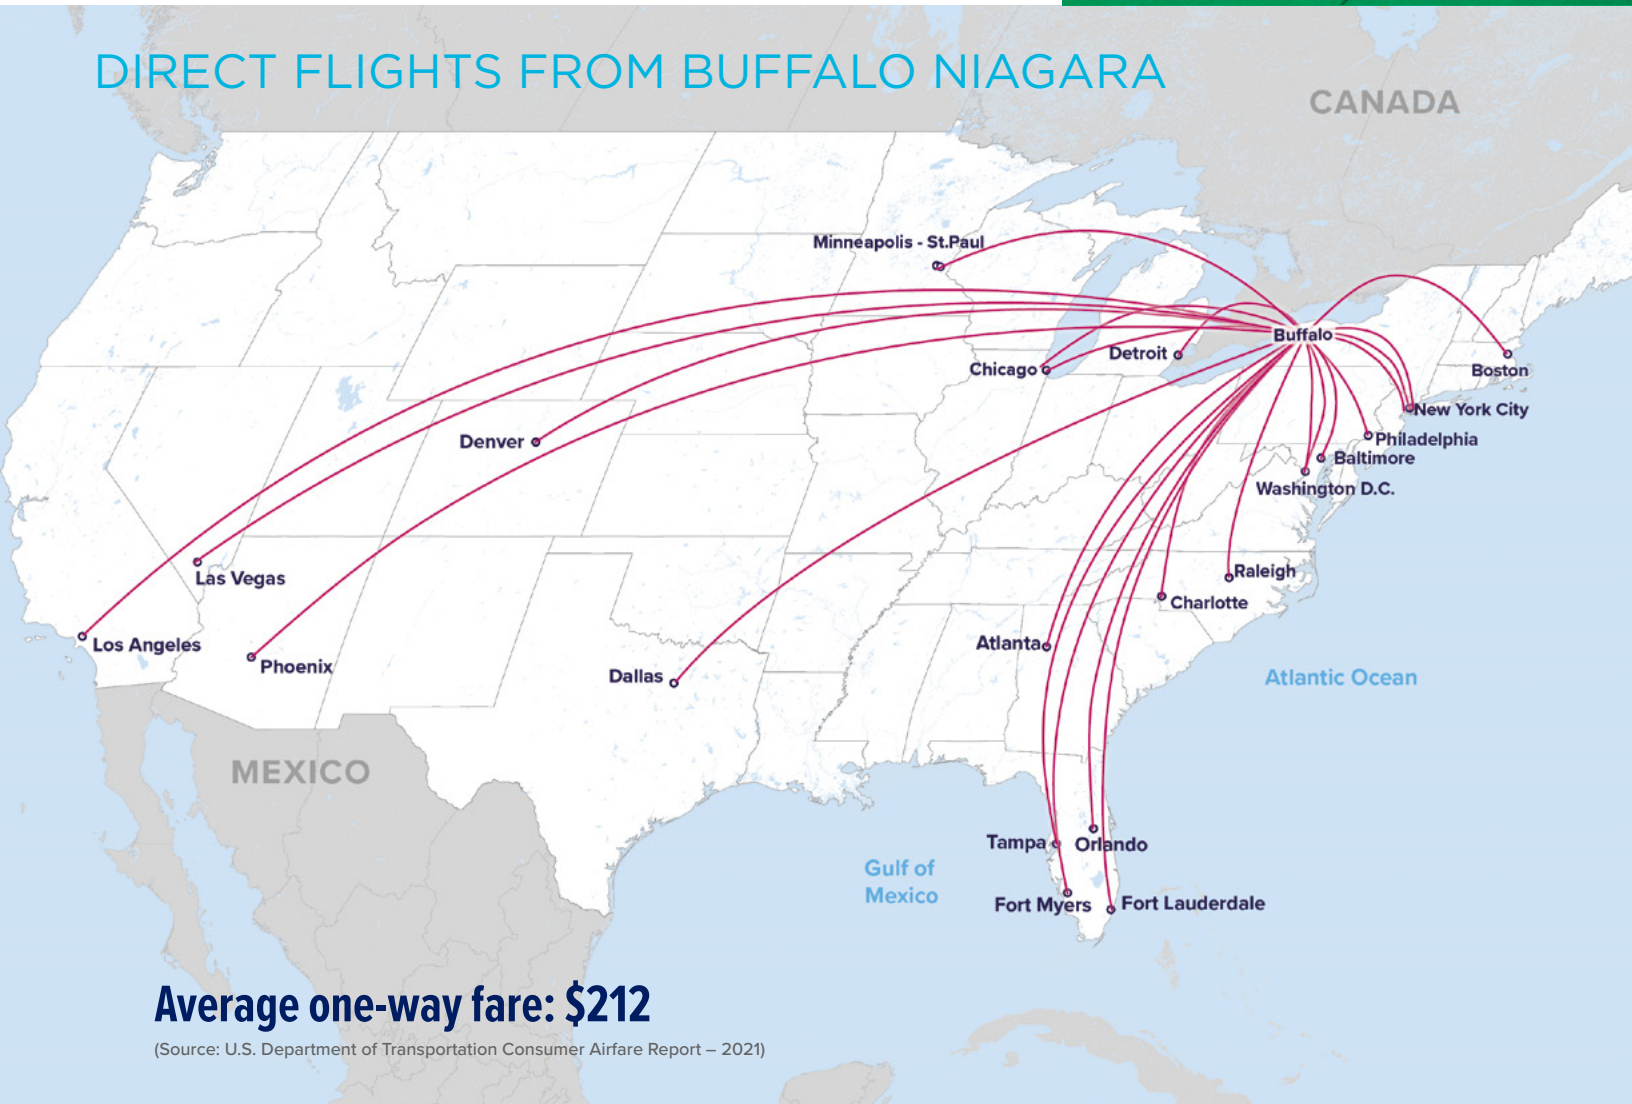 DIRECT FLIGHTS FROM BUFFALO NIAGARA
CANADA
Minneapolis - St.Paul
Buffalo
Detroit
Chicago
Boston
New York City
Denver
Philadelphia
Baltimore
Washington D.C.
Las Vegas
Raleigh
Charlotte
Los Angeles
Atlanta
Phoenix
Dallas
Atlantic Ocean
MEXICO
Tampa
Orlando
Gulf of
Mexico
Fort Myers
Fort Lauderdale
Average one-way fare: $212
(Source: U.S. Department of Transportation Consumer Airfare Report – 2021)